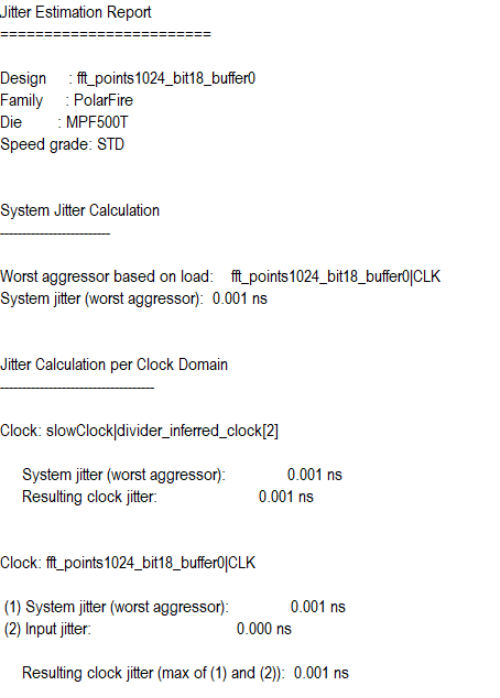 Jitter Estimation Report
========================
Design : fft_points1024_bit18_buffer0
Family : PolarFire
Die : MPF500T
Speed grade: STD
System Jitter Calculation
-------------------------
Worst aggressor based on load: fft_points1024_bit18_buffer0|CLK
System jitter (worst aggressor): 0.001 ns
Jitter Calculation per Clock Domain
-----------------------------------
Clock: slowClock|divider_inferred_clock[2]
System jitter (worst aggressor): 0.001 ns
Resulting clock jitter: 0.001 ns
Clock: fft_points1024_bit18_buffer0|CLK
(1) System jitter (worst aggressor): 0.001 ns
(2) Input jitter: 0.000 ns
Resulting clock jitter (max of (1) and (2)): 0.001 ns